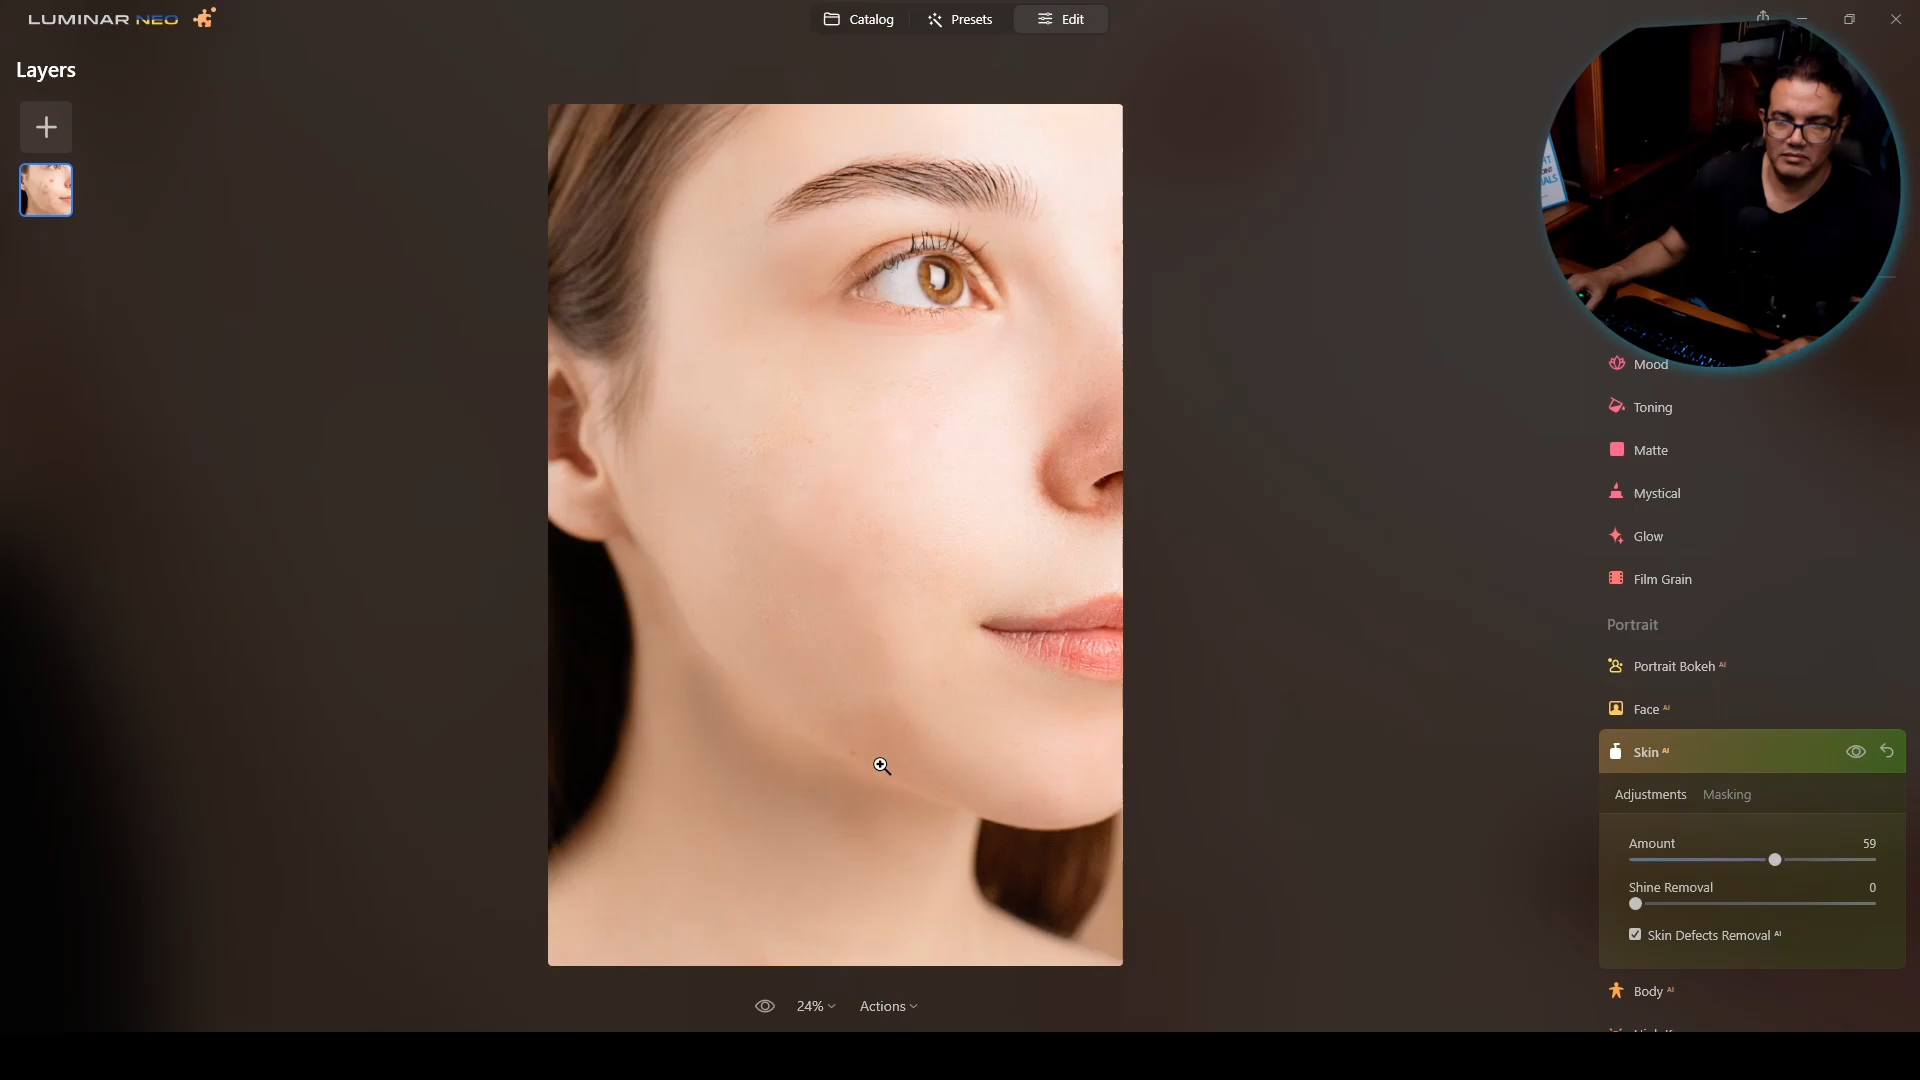 LUMINAR NEO
Catalog
Presets
Edit
Layers
Mood
Toning
Matte
Mystical
Glow
Film Grain
Portrait
Portrait Bokeh AI
Face AI
Skin AI
Adjustments Masking
Amount 59
Shine Removal 0
Skin Defects Removal AI
Body AI
24%
Actions